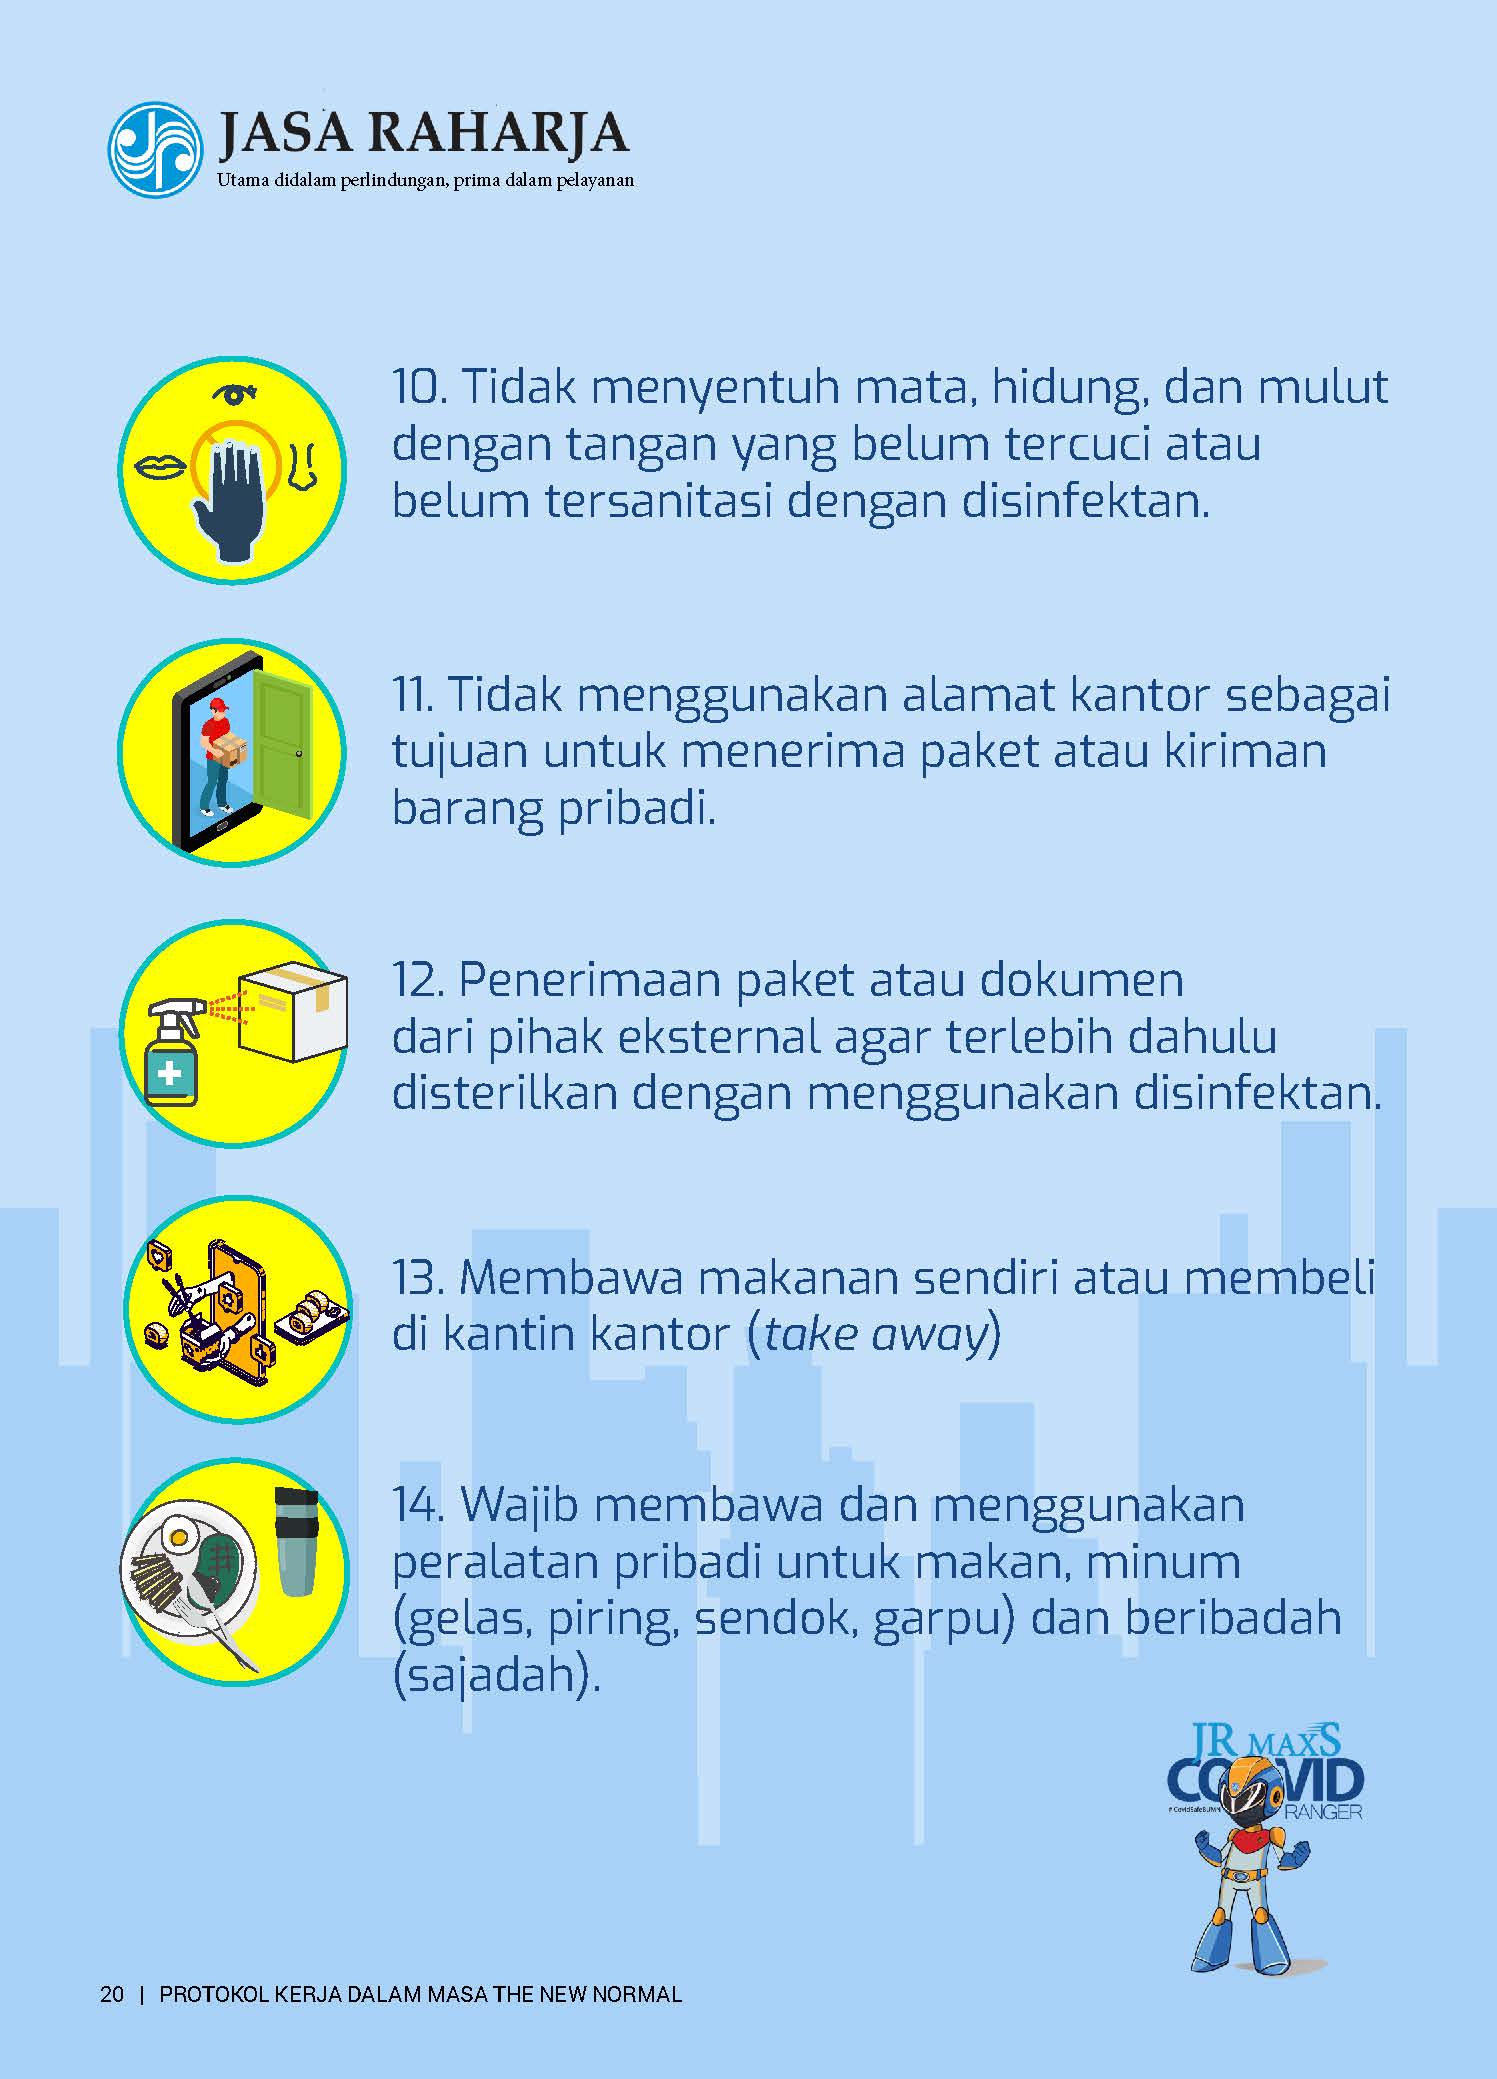 JASA RAHARJA
Utama didalam perlindungan, prima dalam pelayanan
10. Tidak menyentuh mata, hidung, dan mulut
dengan tangan yang belum tercuci atau
belum tersanitasi dengan disinfektan.
11. Tidak menggunakan alamat kantor sebagai
tujuan untuk menerima paket atau kiriman
barang pribadi.
12. Penerimaan paket atau dokumen
dari pihak eksternal agar terlebih dahulu
disterilkan dengan menggunakan disinfektan.
13. Membawa makanan sendiri atau membeli
di kantin kantor (take away)
14. Wajib membawa dan menggunakan
peralatan pribadi untuk makan, minum
(gelas, piring, sendok, garpu) dan beribadah
(sajadah).
JR MAXS
COVID
#CovidSafeBUMN
RANGER
20 | PROTOKOL KERJA DALAM MASA THE NEW NORMAL